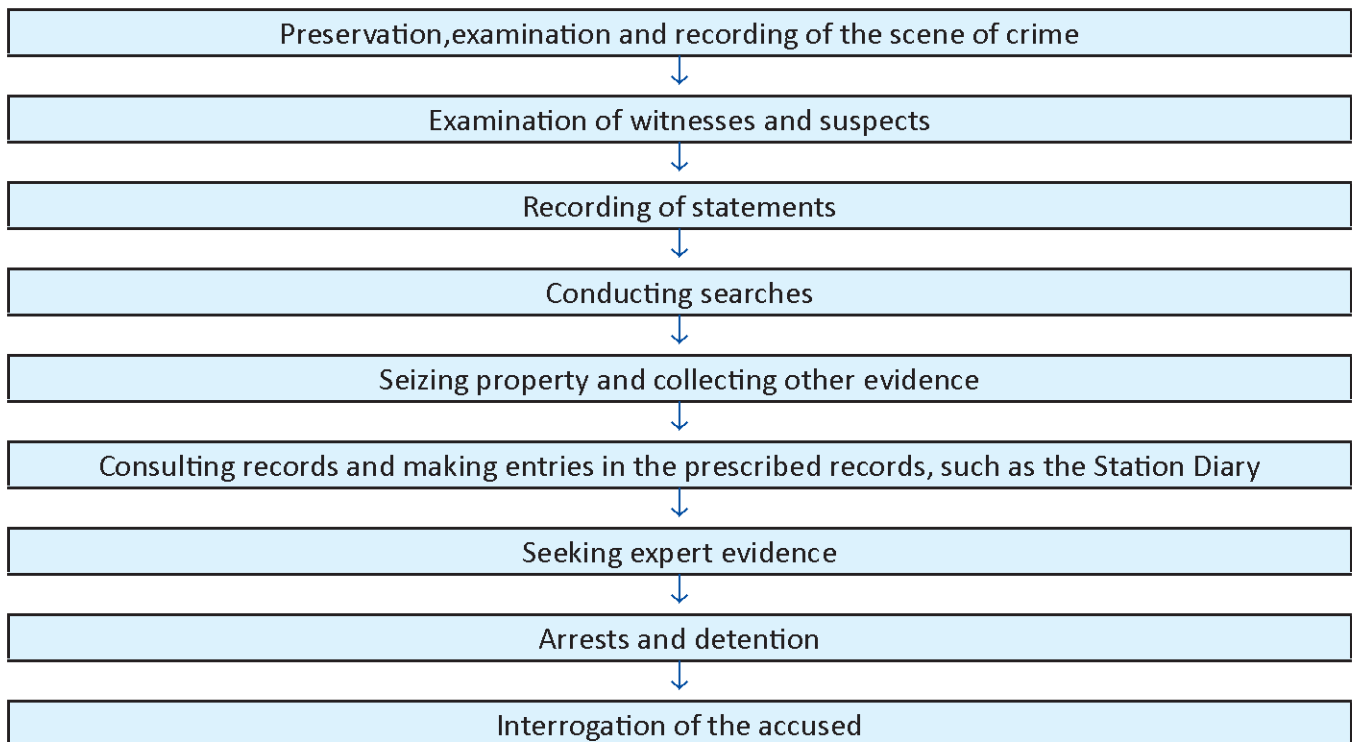 Preservation,examination and recording of the scene of crime
Examination of witnesses and suspects
Recording of statements
Conducting searches
Seizing property and collecting other evidence
Consulting records and making entries in the prescribed records, such as the Station Diary
Seeking expert evidence
Arrests and detention
Interrogation of the accused